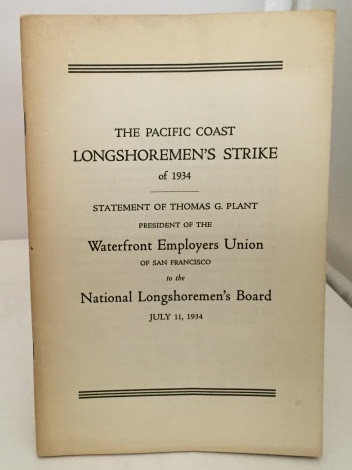 THE PACIFIC COAST
LONGSHOREMEN'S STRIKE
of 1934
STATEMENT OF THOMAS G. PLANT
PRESIDENT OF THE
Waterfront Employers Union
OF SAN FRANCISCO
to the
National Longshoremen's Board
JULY 11, 1934